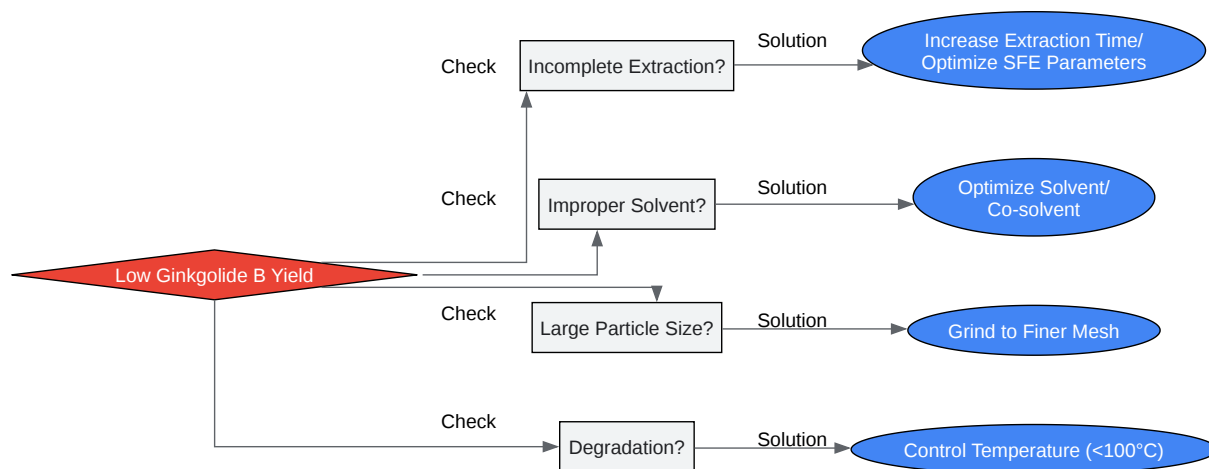 Check
Incomplete Extraction?
Solution
Increase Extraction Time/
Optimize SFE Parameters
Check
Improper Solvent?
Solution
Optimize Solvent/
Co-solvent
Low Ginkgolide B Yield
Check
Large Particle Size?
Solution
Grind to Finer Mesh
Check
Degradation?
Solution
Control Temperature (<100°C)